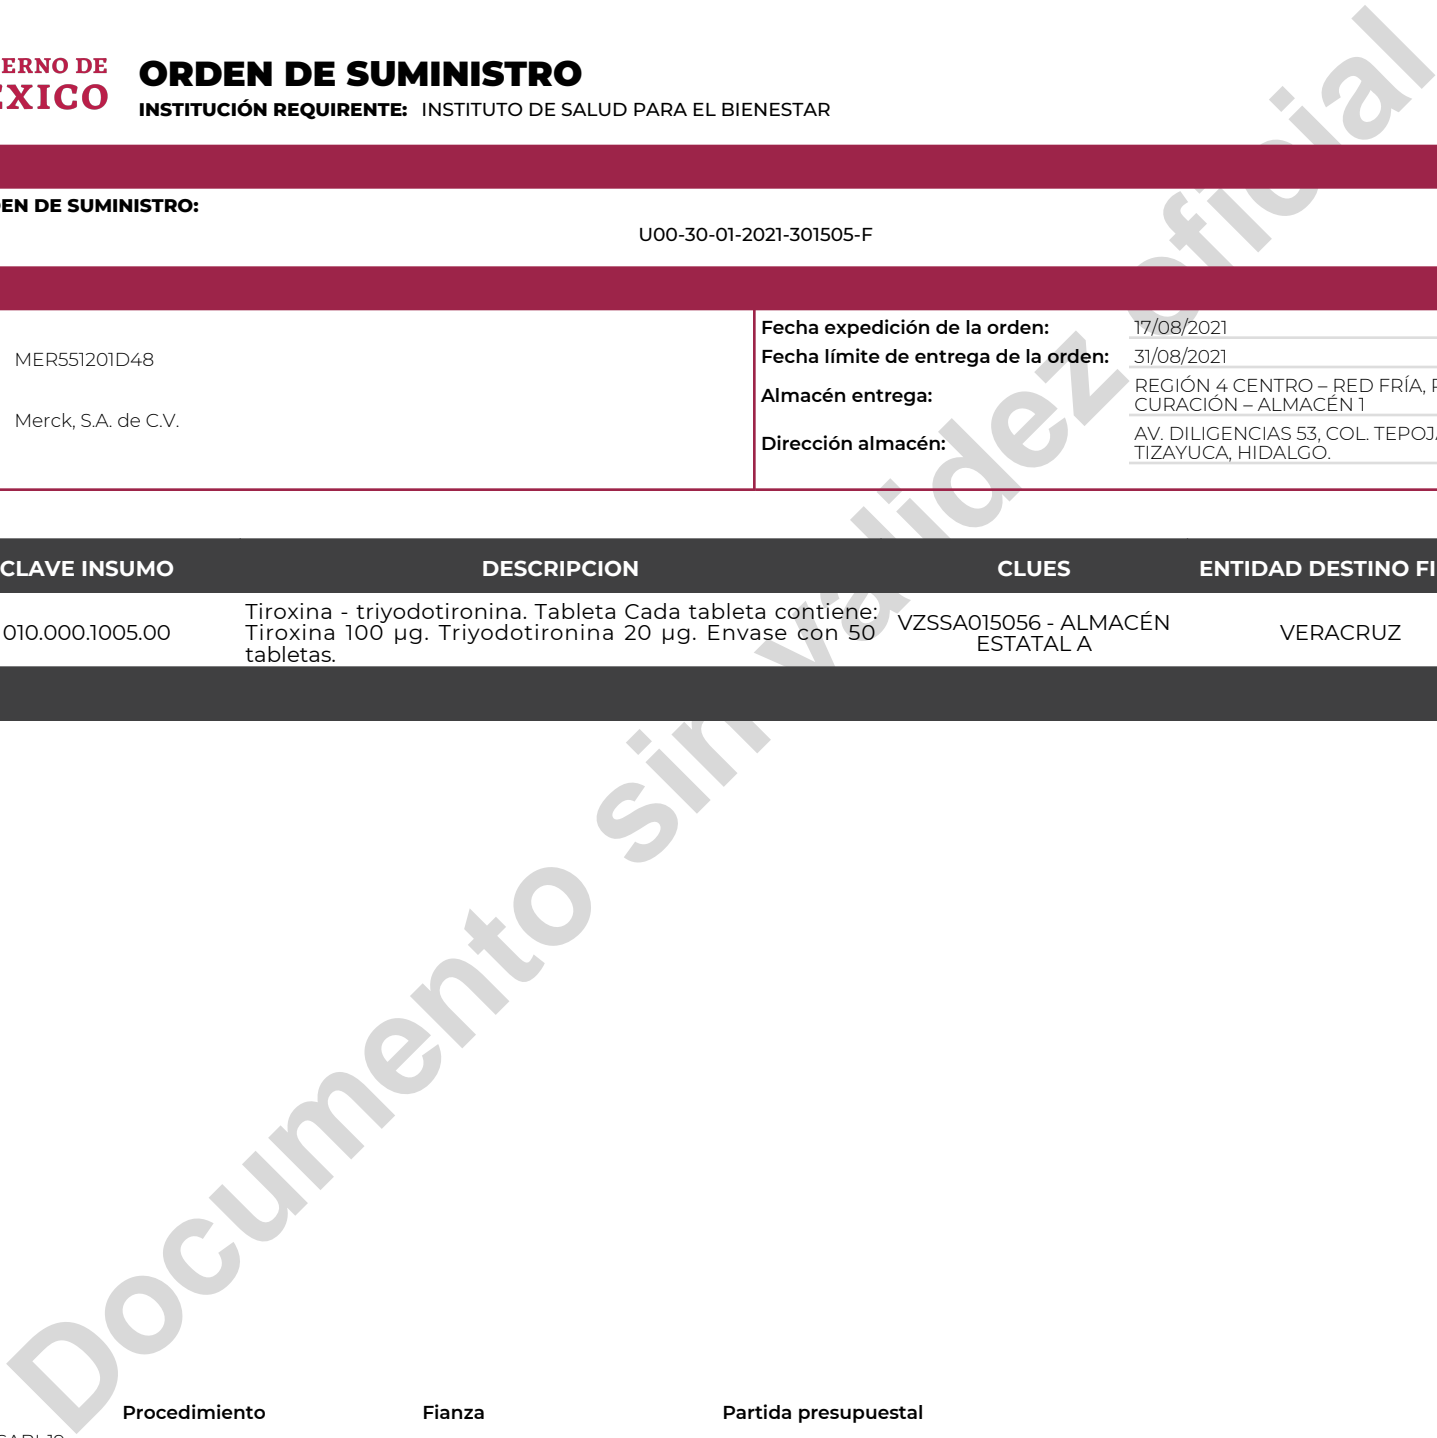 ERNO DE
ÉXICO
ORDEN DE SUMINISTRO
INSTITUCIÓN REQUIRENTE: INSTITUTO DE SALUD PARA EL BIENESTAR
EN DE SUMINISTRO:
U00-30-01-2021-301505-F
MER551201D48
Merck, S.A. de C.V.
Fecha expedición de la orden: 17/08/2021
Fecha límite de entrega de la orden: 31/08/2021
Almacén entrega: REGIÓN 4 CENTRO – RED FRÍA,
CURACIÓN – ALMACÉN 1
Dirección almacén: AV. DILIGENCIAS 53, COL. TEPOJA
TIZAYUCA, HIDALGO.
CLAVE INSUMO DESCRIPCION CLUES ENTIDAD DESTINO FI
010.000.1005.00
Tiroxina - triyodotironina. Tableta Cada tableta contiene:
Tiroxina 100 µg. Triyodotironina 20 µg. Envase con 50
tabletas.
VZSSA015056 - ALMACÉN
ESTATAL A
VERACRUZ
Documento sin validez oficial
Procedimiento Fianza Partida presupuestal